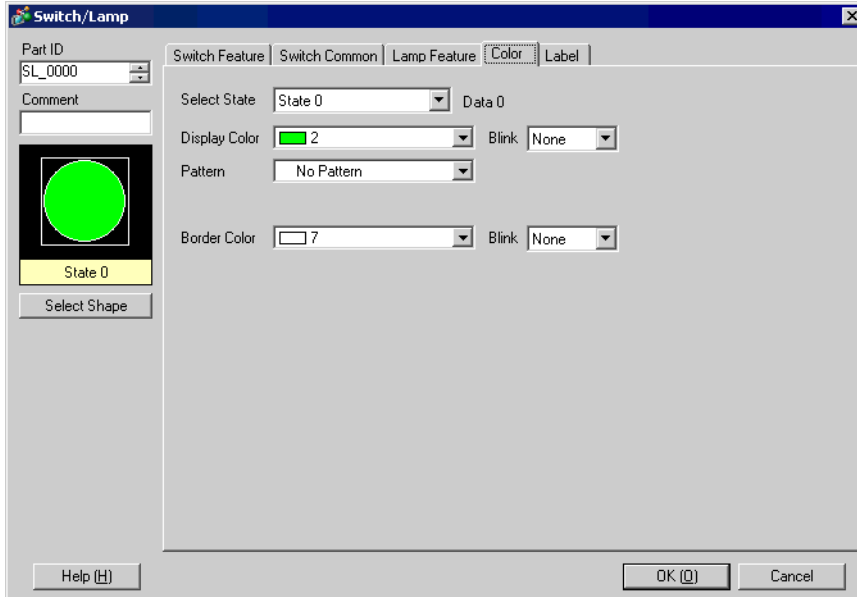 Switch/Lamp
Part ID
SL_0000
Comment
State 0
Select Shape
Switch Feature Switch Common Lamp Feature Color Label
Select State State 0 Data 0
Display Color 2 Blink None
Pattern No Pattern
Border Color 7 Blink None
Help (H) OK (O) Cancel